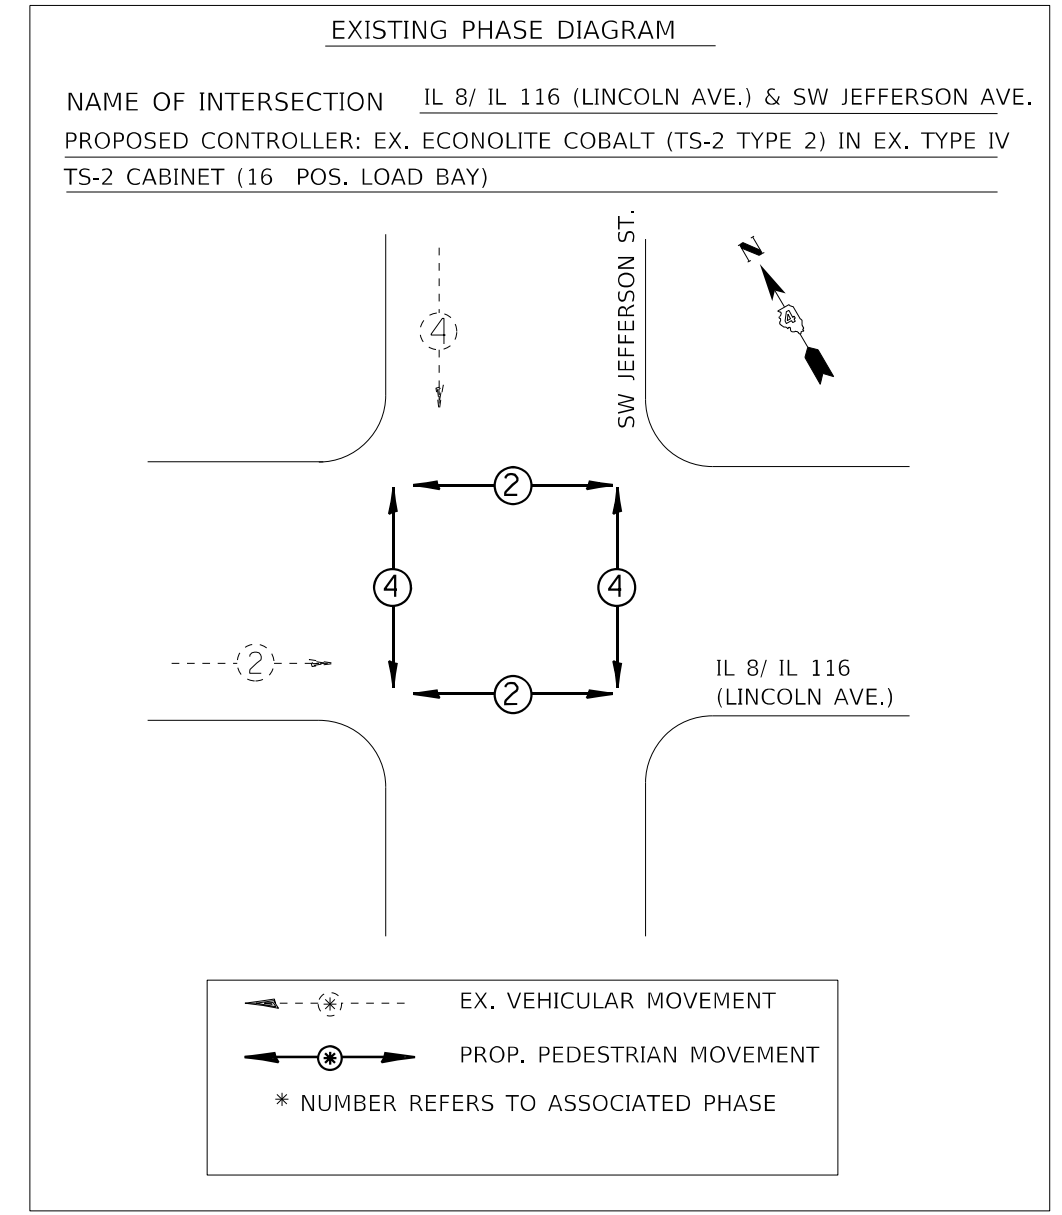 EXISTING PHASE DIAGRAM
NAME OF INTERSECTION IL 8/ IL 116 (LINCOLN AVE.) & SW JEFFERSON AVE.
PROPOSED CONTROLLER: EX. ECONOLITE COBALT (TS-2 TYPE 2) IN EX. TYPE IV
TS-2 CABINET (16 POS. LOAD BAY)
SW JEFFERSON ST.
N
4
4
2
4
4
2
2
IL 8/ IL 116
(LINCOLN AVE.)
* EX. VEHICULAR MOVEMENT
* PROP. PEDESTRIAN MOVEMENT
* NUMBER REFERS TO ASSOCIATED PHASE